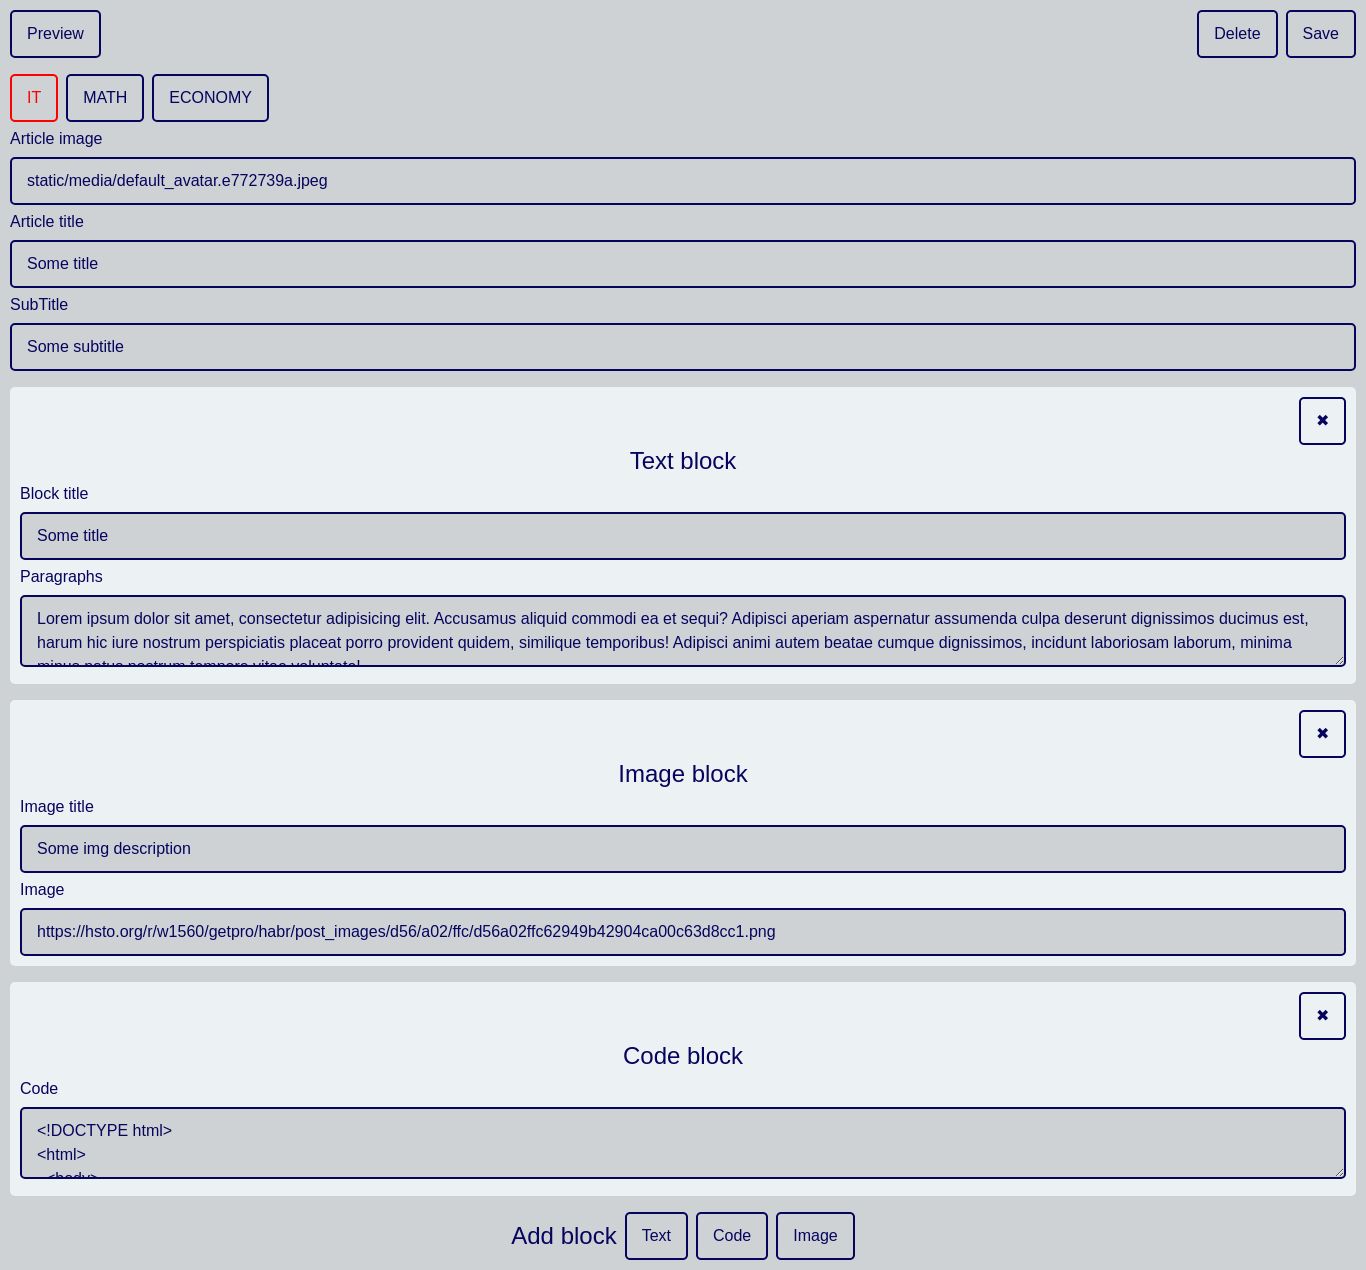 Preview
Delete
Save
IT
MATH
ECONOMY
Article image
static/media/default_avatar.e772739a.jpeg
Article title
Some title
SubTitle
Some subtitle
✖
Text block
Block title
Some title
Paragraphs
Lorem ipsum dolor sit amet, consectetur adipisicing elit. Accusamus aliquid commodi ea et sequi? Adipisci aperiam aspernatur assumenda culpa deserunt dignissimos ducimus est,
harum hic iure nostrum perspiciatis placeat porro provident quidem, similique temporibus! Adipisci animi autem beatae cumque dignissimos, incidunt laboriosam laborum, minima
✖
Image block
Image title
Some img description
Image
https://hsto.org/r/w1560/getpro/habr/post_images/d56/a02/ffc/d56a02ffc62949b42904ca00c63d8cc1.png
✖
Code block
Code
<!DOCTYPE html>
<html>
<body>
Add block
Text
Code
Image